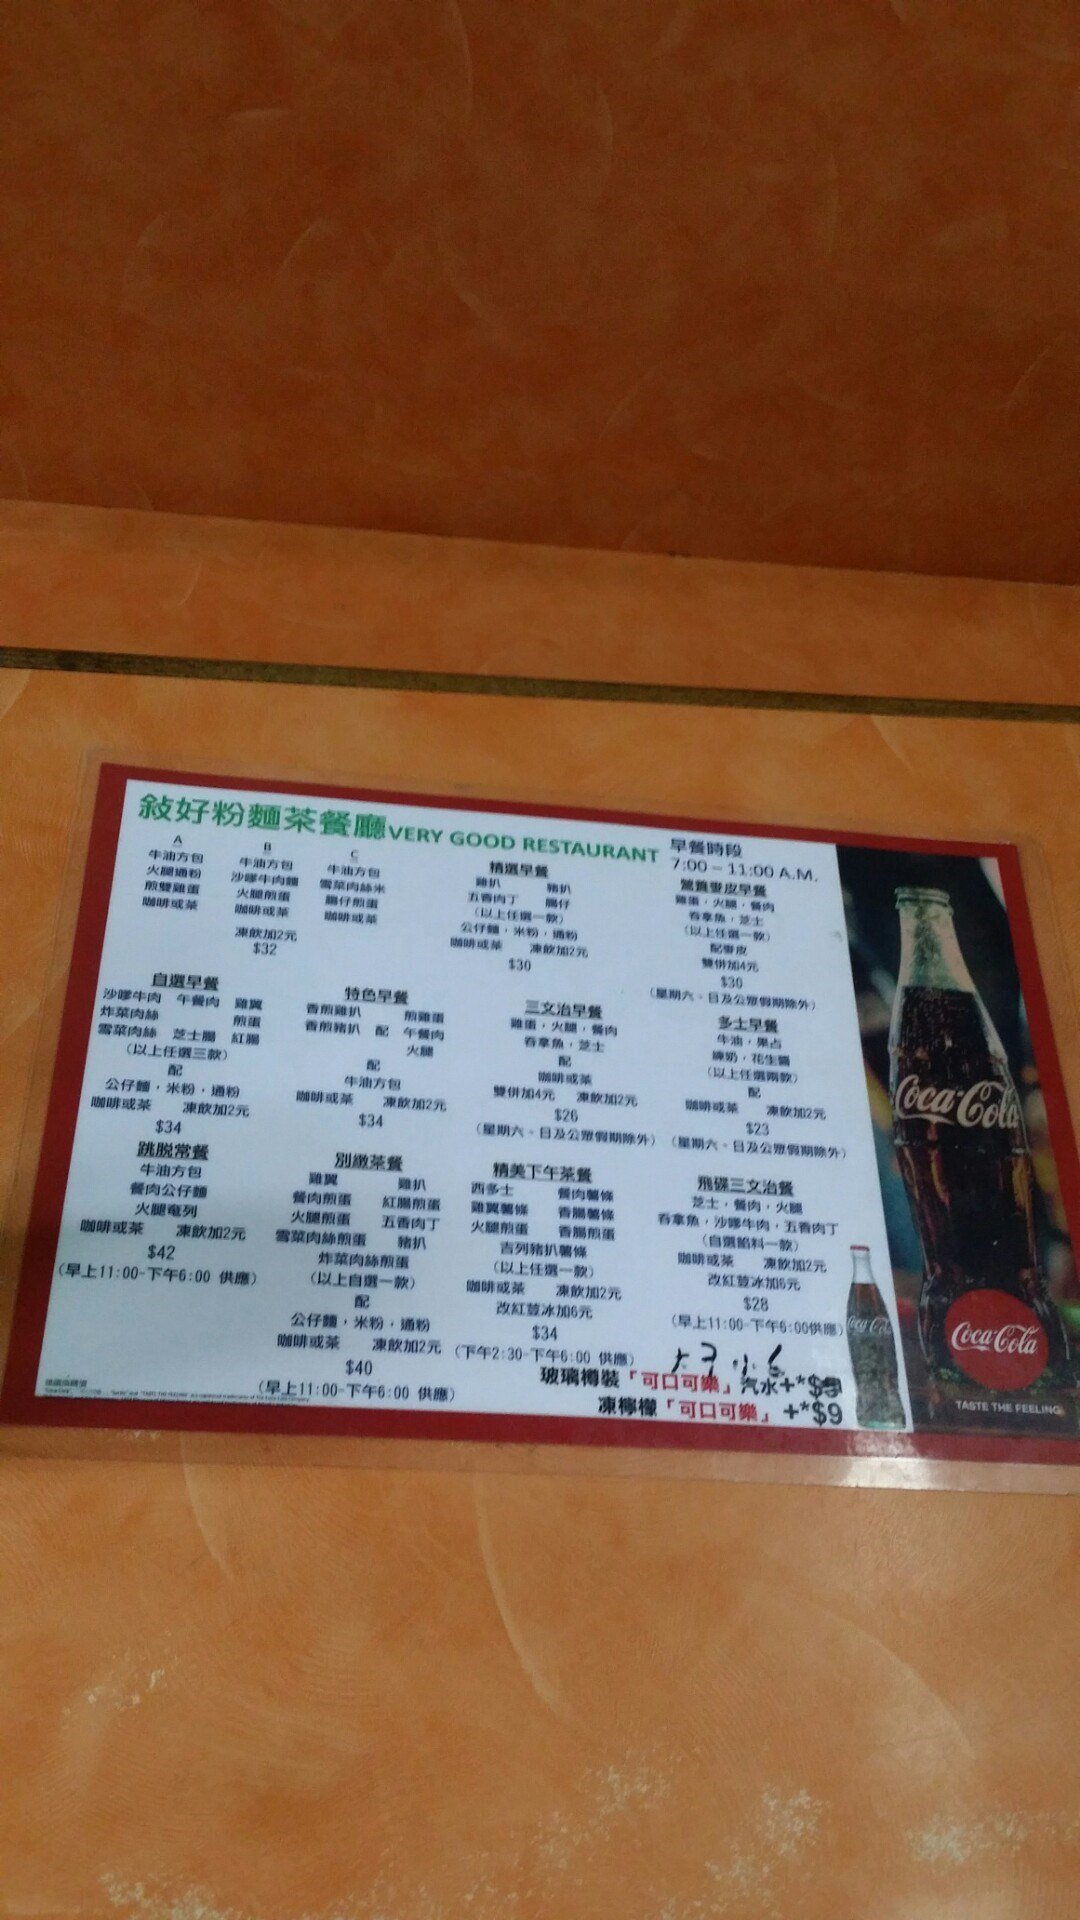 敍好粉麵茶餐廳VERY GOOD RESTAURANT
早餐時段
7:00 – 11:00 A.M.
A
牛油方包
火腿通粉
煎雙雞蛋
咖啡或茶
B
牛油方包
沙嗲牛肉麵
火腿煎蛋
咖啡或茶
凍飲加2元
$32
C
牛油方包
雪菜肉絲米
腸仔煎蛋
咖啡或茶
精選早餐
雞扒 豬扒
五香肉丁 腸仔
(以上任選一款)
公仔麵，米粉，通粉
咖啡或茶 凍飲加2元
$30
營養麥皮早餐
雞蛋，火腿，餐肉
吞拿魚，芝士
(以上任選一款)
配麥皮
雙併加4元
$30
(星期六、日及公眾假期除外)
自選早餐
沙嗲牛肉 午餐肉 雞翼
炸菜肉絲 煎蛋
雪菜肉絲 芝士腸 紅腸
(以上任選三款)
配
公仔麵，米粉，通粉
咖啡或茶 凍飲加2元
$34
特色早餐
香煎雞扒 煎雞蛋
香煎豬扒 配 午餐肉
火腿
配
牛油方包
咖啡或茶 凍飲加2元
$34
三文治早餐
雞蛋，火腿，餐肉
吞拿魚，芝士
配
咖啡或茶
雙併加4元 凍飲加2元
$26
(星期六、日及公眾假期除外)
多士早餐
牛油，果占
煉奶，花生醬
(以上任選兩款)
配
咖啡或茶 凍飲加2元
$23
(星期六、日及公眾假期除外)
跳脱常餐
牛油方包
餐肉公仔麵
火腿奄列
咖啡或茶 凍飲加2元
$42
(早上11:00-下午6:00 供應)
別緻茶餐
雞翼 雞扒
餐肉煎蛋 紅腸煎蛋
火腿煎蛋 五香肉丁
雪菜肉絲煎蛋 豬扒
炸菜肉絲煎蛋
(以上自選一款)
配
公仔麵，米粉，通粉
咖啡或茶 凍飲加2元
$40
(早上11:00-下午6:00 供應)
精美下午茶餐
西多士 餐肉薯條
雞翼薯條 香腸薯條
火腿煎蛋 香腸煎蛋
吉列豬扒薯條
(以上任選一款)
咖啡或茶 凍飲加2元
改紅荳冰加6元
$34
(下午2:30-下午6:00 供應)
飛碟三文治餐
芝士，餐肉，火腿
吞拿魚，沙嗲牛肉，五香肉丁
(自選餡料一款)
咖啡或茶 凍飲加2元
改紅荳冰加6元
$28
(早上11:00-下午6:00供應)
玻璃樽裝「可口可樂」汽水+*$5
凍檸檬「可口可樂」 +*$9
Coca-Cola
Coca-Cola
Coca-Cola
TASTE THE FEELING